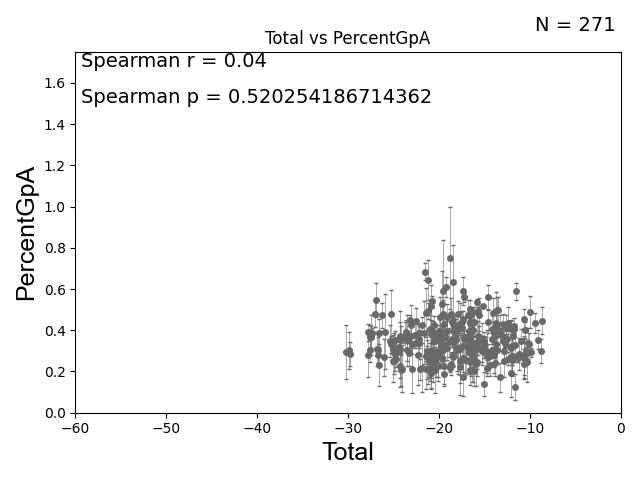 N = 271
Total vs PercentGpA
Spearman r = 0.04
Spearman p = 0.520254186714362
PercentGpA
1.6
1.4
1.2
1.0
0.8
0.6
0.4
0.2
0.0
−60
−50
−40
−30
−20
−10
0
Total